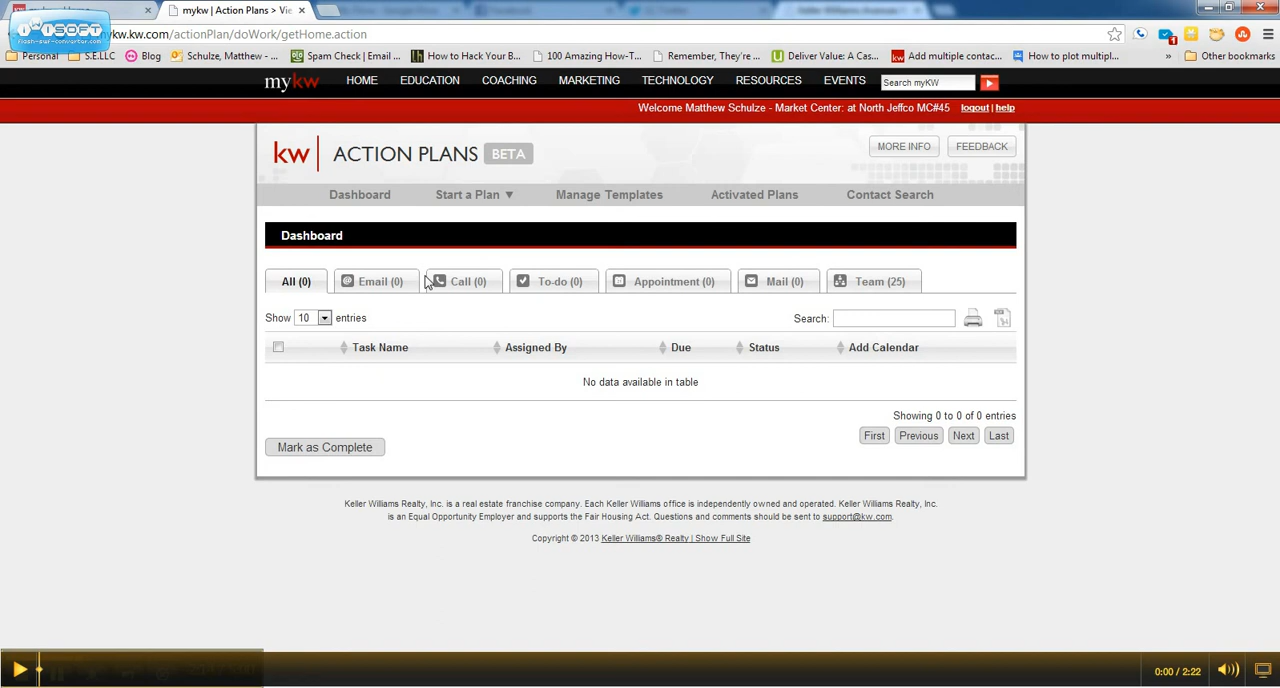 mykw | Action Plans > Vie ×
iwisoft
flash-swf-converter.com
mykw.kw.com/actionPlan/doWork/getHome.action
Personal S.E.LLC Blog Schulze, Matthew - ... Spam Check | Email ... How to Hack Your B... 100 Amazing How-T... Remember, They're ... Deliver Value: A Cas... Add multiple contac... How to plot multipl... » Other bookmarks
mykw HOME EDUCATION COACHING MARKETING TECHNOLOGY RESOURCES EVENTS Search myKW
Welcome Matthew Schulze - Market Center: at North Jeffco MC#45 logout | help
kw ACTION PLANS BETA MORE INFO FEEDBACK
Dashboard Start a Plan ▼ Manage Templates Activated Plans Contact Search
Dashboard
All (0) Email (0) Call (0) To-do (0) Appointment (0) Mail (0) Team (25)
Show 10 entries Search:
Task Name Assigned By Due Status Add Calendar
No data available in table
Showing 0 to 0 of 0 entries
First Previous Next Last
Mark as Complete
Keller Williams Realty, Inc. is a real estate franchise company. Each Keller Williams office is independently owned and operated. Keller Williams Realty, Inc.
is an Equal Opportunity Employer and supports the Fair Housing Act. Questions and comments should be sent to support@kw.com.
Copyright © 2013 Keller Williams® Realty | Show Full Site
0:00 / 2:22